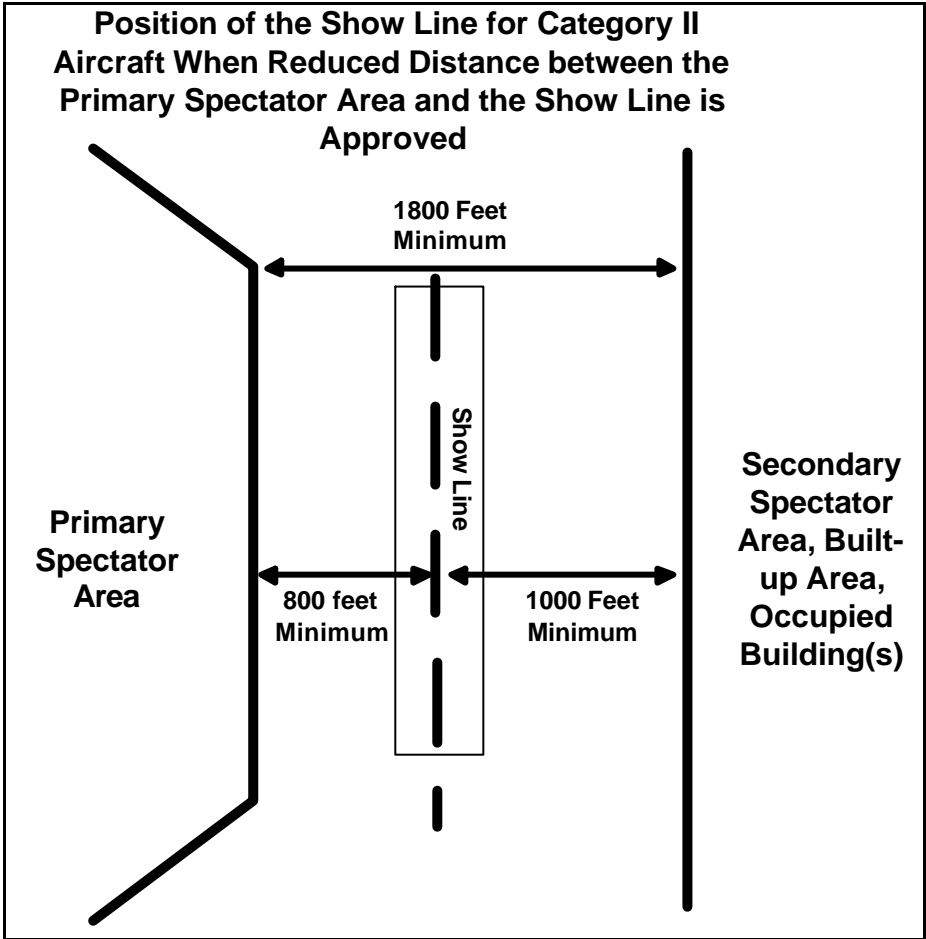 Position of the Show Line for Category II
Aircraft When Reduced Distance between the
Primary Spectator Area and the Show Line is
Approved
1800 Feet
Minimum
Show Line
Primary
Spectator
Area
800 feet
Minimum
1000 Feet
Minimum
Secondary
Spectator
Area, Built-
up Area,
Occupied
Building(s)